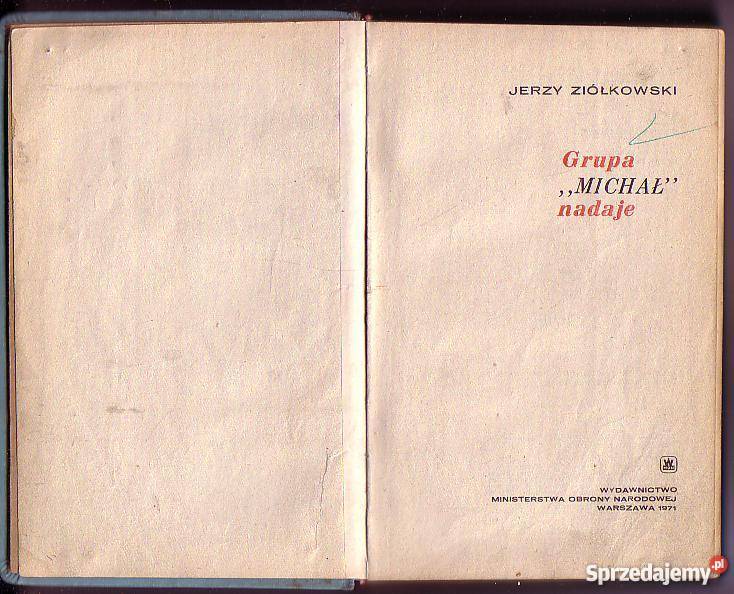 JERZY ZIÓŁKOWSKI
Grupa
,,MICHAŁ”
nadaje
WYDAWNICTWO
MINISTERSTWA OBRONY NARODOWEJ
WARSZAWA 1971
Sprzedajemy.pl